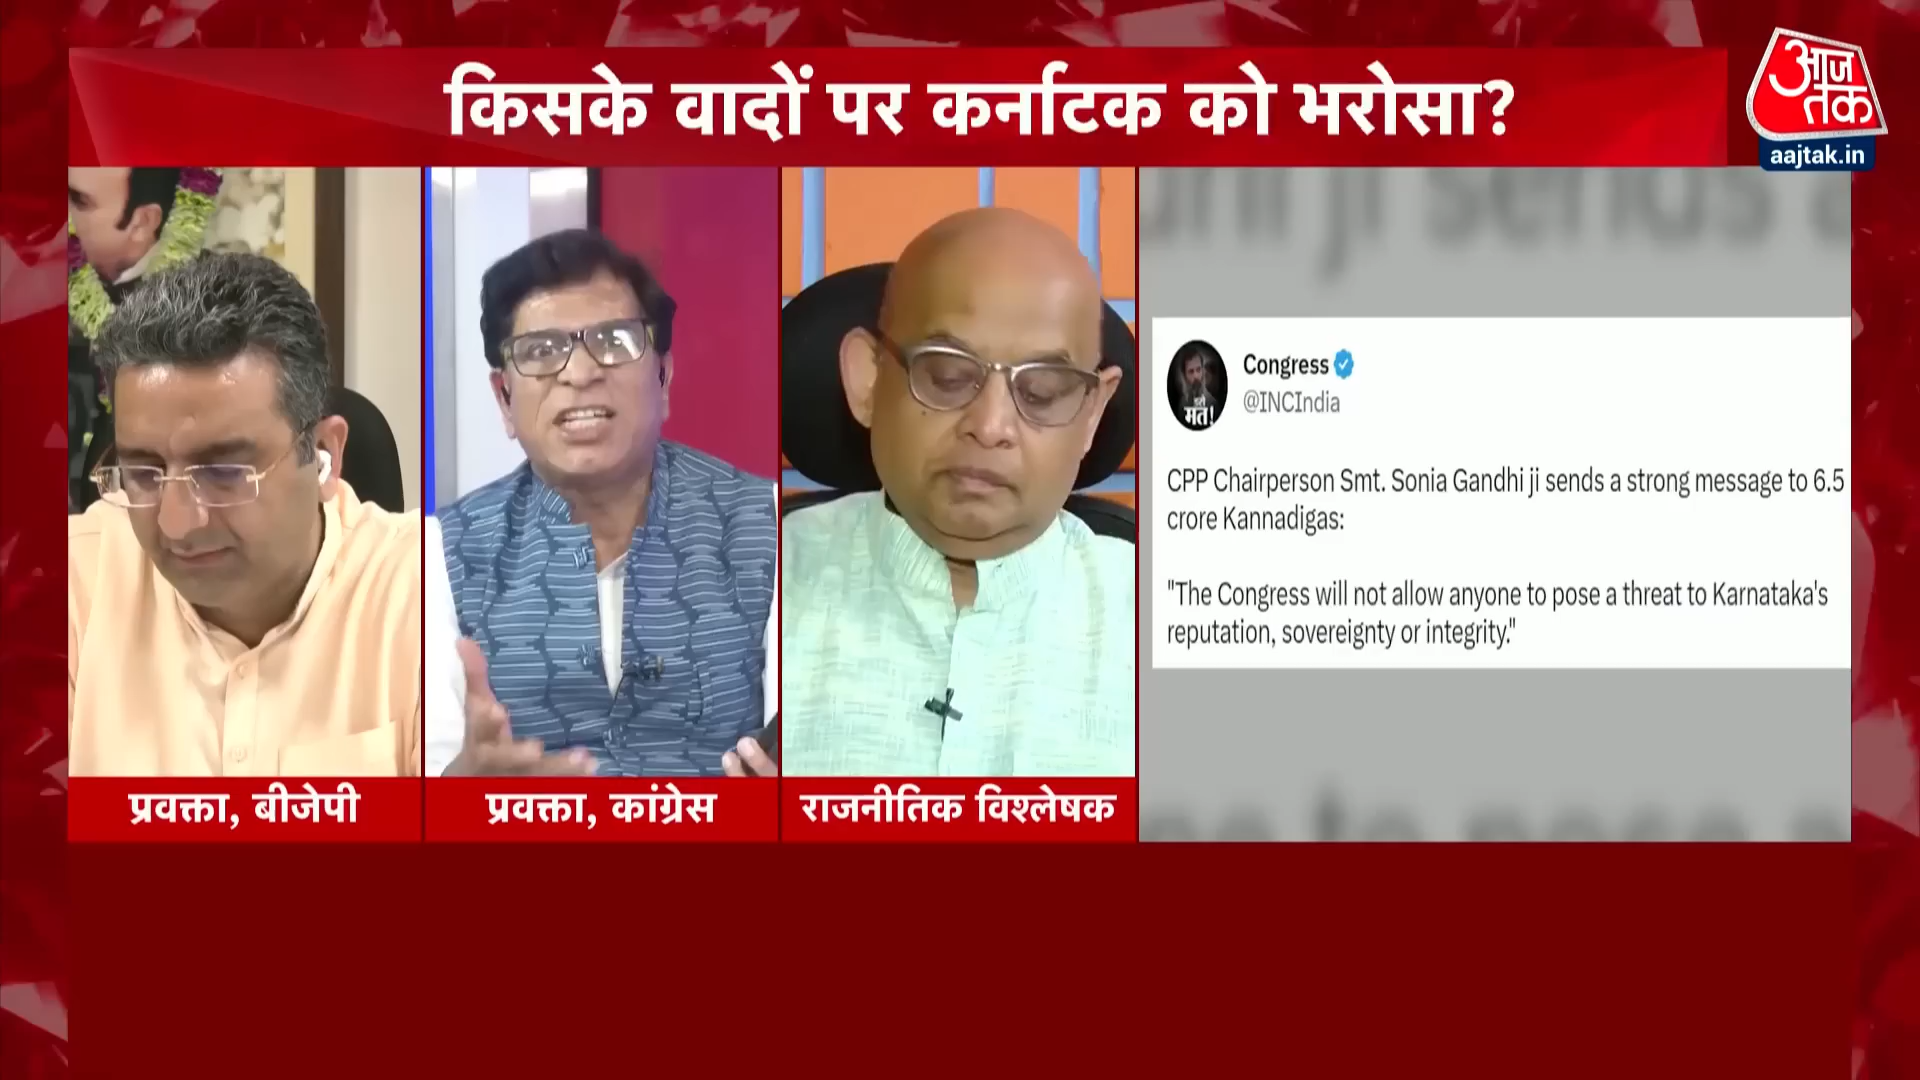 किसके वादों पर कर्नाटक को भरोसा?
आज
तक
aajtak.in
Congress
@INCIndia
मत!
CPP Chairperson Smt. Sonia Gandhi ji sends a strong message to 6.5
crore Kannadigas:
"The Congress will not allow anyone to pose a threat to Karnataka's
reputation, sovereignty or integrity."
प्रवक्ता, बीजेपी
प्रवक्ता, कांग्रेस
राजनीतिक विश्लेषक